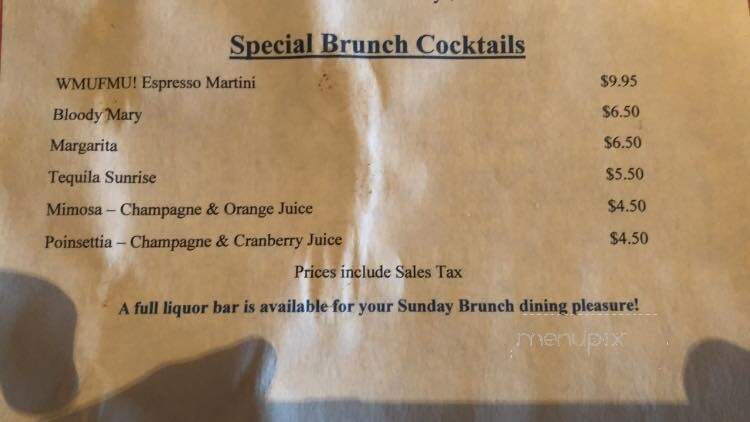 Special Brunch Cocktails
WMUFMU! Espresso Martini $9.95
Bloody Mary $6.50
Margarita $6.50
Tequila Sunrise $5.50
Mimosa – Champagne & Orange Juice $4.50
Poinsettia – Champagne & Cranberry Juice $4.50
Prices include Sales Tax
A full liquor bar is available for your Sunday Brunch dining pleasure!
menupix